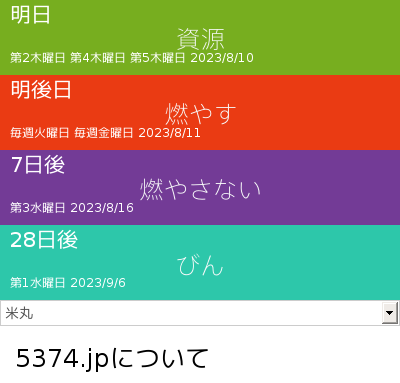 明日
資源
第2木曜日 第4木曜日 第5木曜日 2023/8/10
明後日
燃やす
毎週火曜日 毎週金曜日 2023/8/11
7日後
燃やさない
第3水曜日 2023/8/16
28日後
びん
第1水曜日 2023/9/6
米丸
5374.jpについて